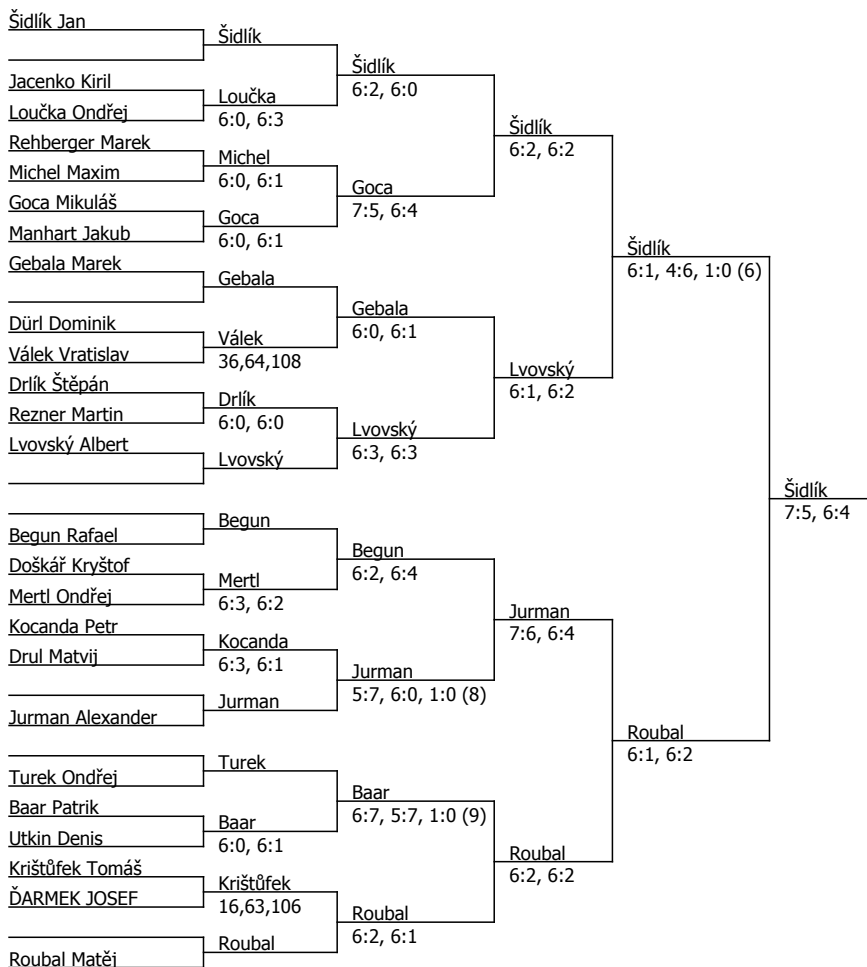 Šidlík Jan
Šidlík
Šidlík
6:2, 6:0
Jacenko Kiril
Loučka
6:0, 6:3
Loučka Ondřej
Šidlík
6:2, 6:2
Rehberger Marek
Michel
6:0, 6:1
Michel Maxim
Goca
7:5, 6:4
Goca Mikuláš
Goca
6:0, 6:1
Manhart Jakub
Šidlík
6:1, 4:6, 1:0 (6)
Gebala Marek
Gebala
Gebala
6:0, 6:1
Dürl Dominik
Válek
36,64,108
Válek Vratislav
Lvovský
6:1, 6:2
Drlík Štěpán
Drlík
6:0, 6:0
Rezner Martin
Lvovský
6:3, 6:3
Lvovský Albert
Lvovský
Šidlík
7:5, 6:4
Begun
Begun Rafael
Begun
6:2, 6:4
Doškář Kryštof
Mertl
6:3, 6:2
Mertl Ondřej
Jurman
7:6, 6:4
Kocanda Petr
Kocanda
6:3, 6:1
Drul Matvij
Jurman
5:7, 6:0, 1:0 (8)
Jurman
Jurman Alexander
Roubal
6:1, 6:2
Turek
Turek Ondřej
Baar
6:7, 5:7, 1:0 (9)
Baar Patrik
Baar
6:0, 6:1
Utkin Denis
Roubal
6:2, 6:2
Krištůfek Tomáš
Krištůfek
16,63,106
ĎARMEK JOSEF
Roubal
6:2, 6:1
Roubal
Roubal Matěj